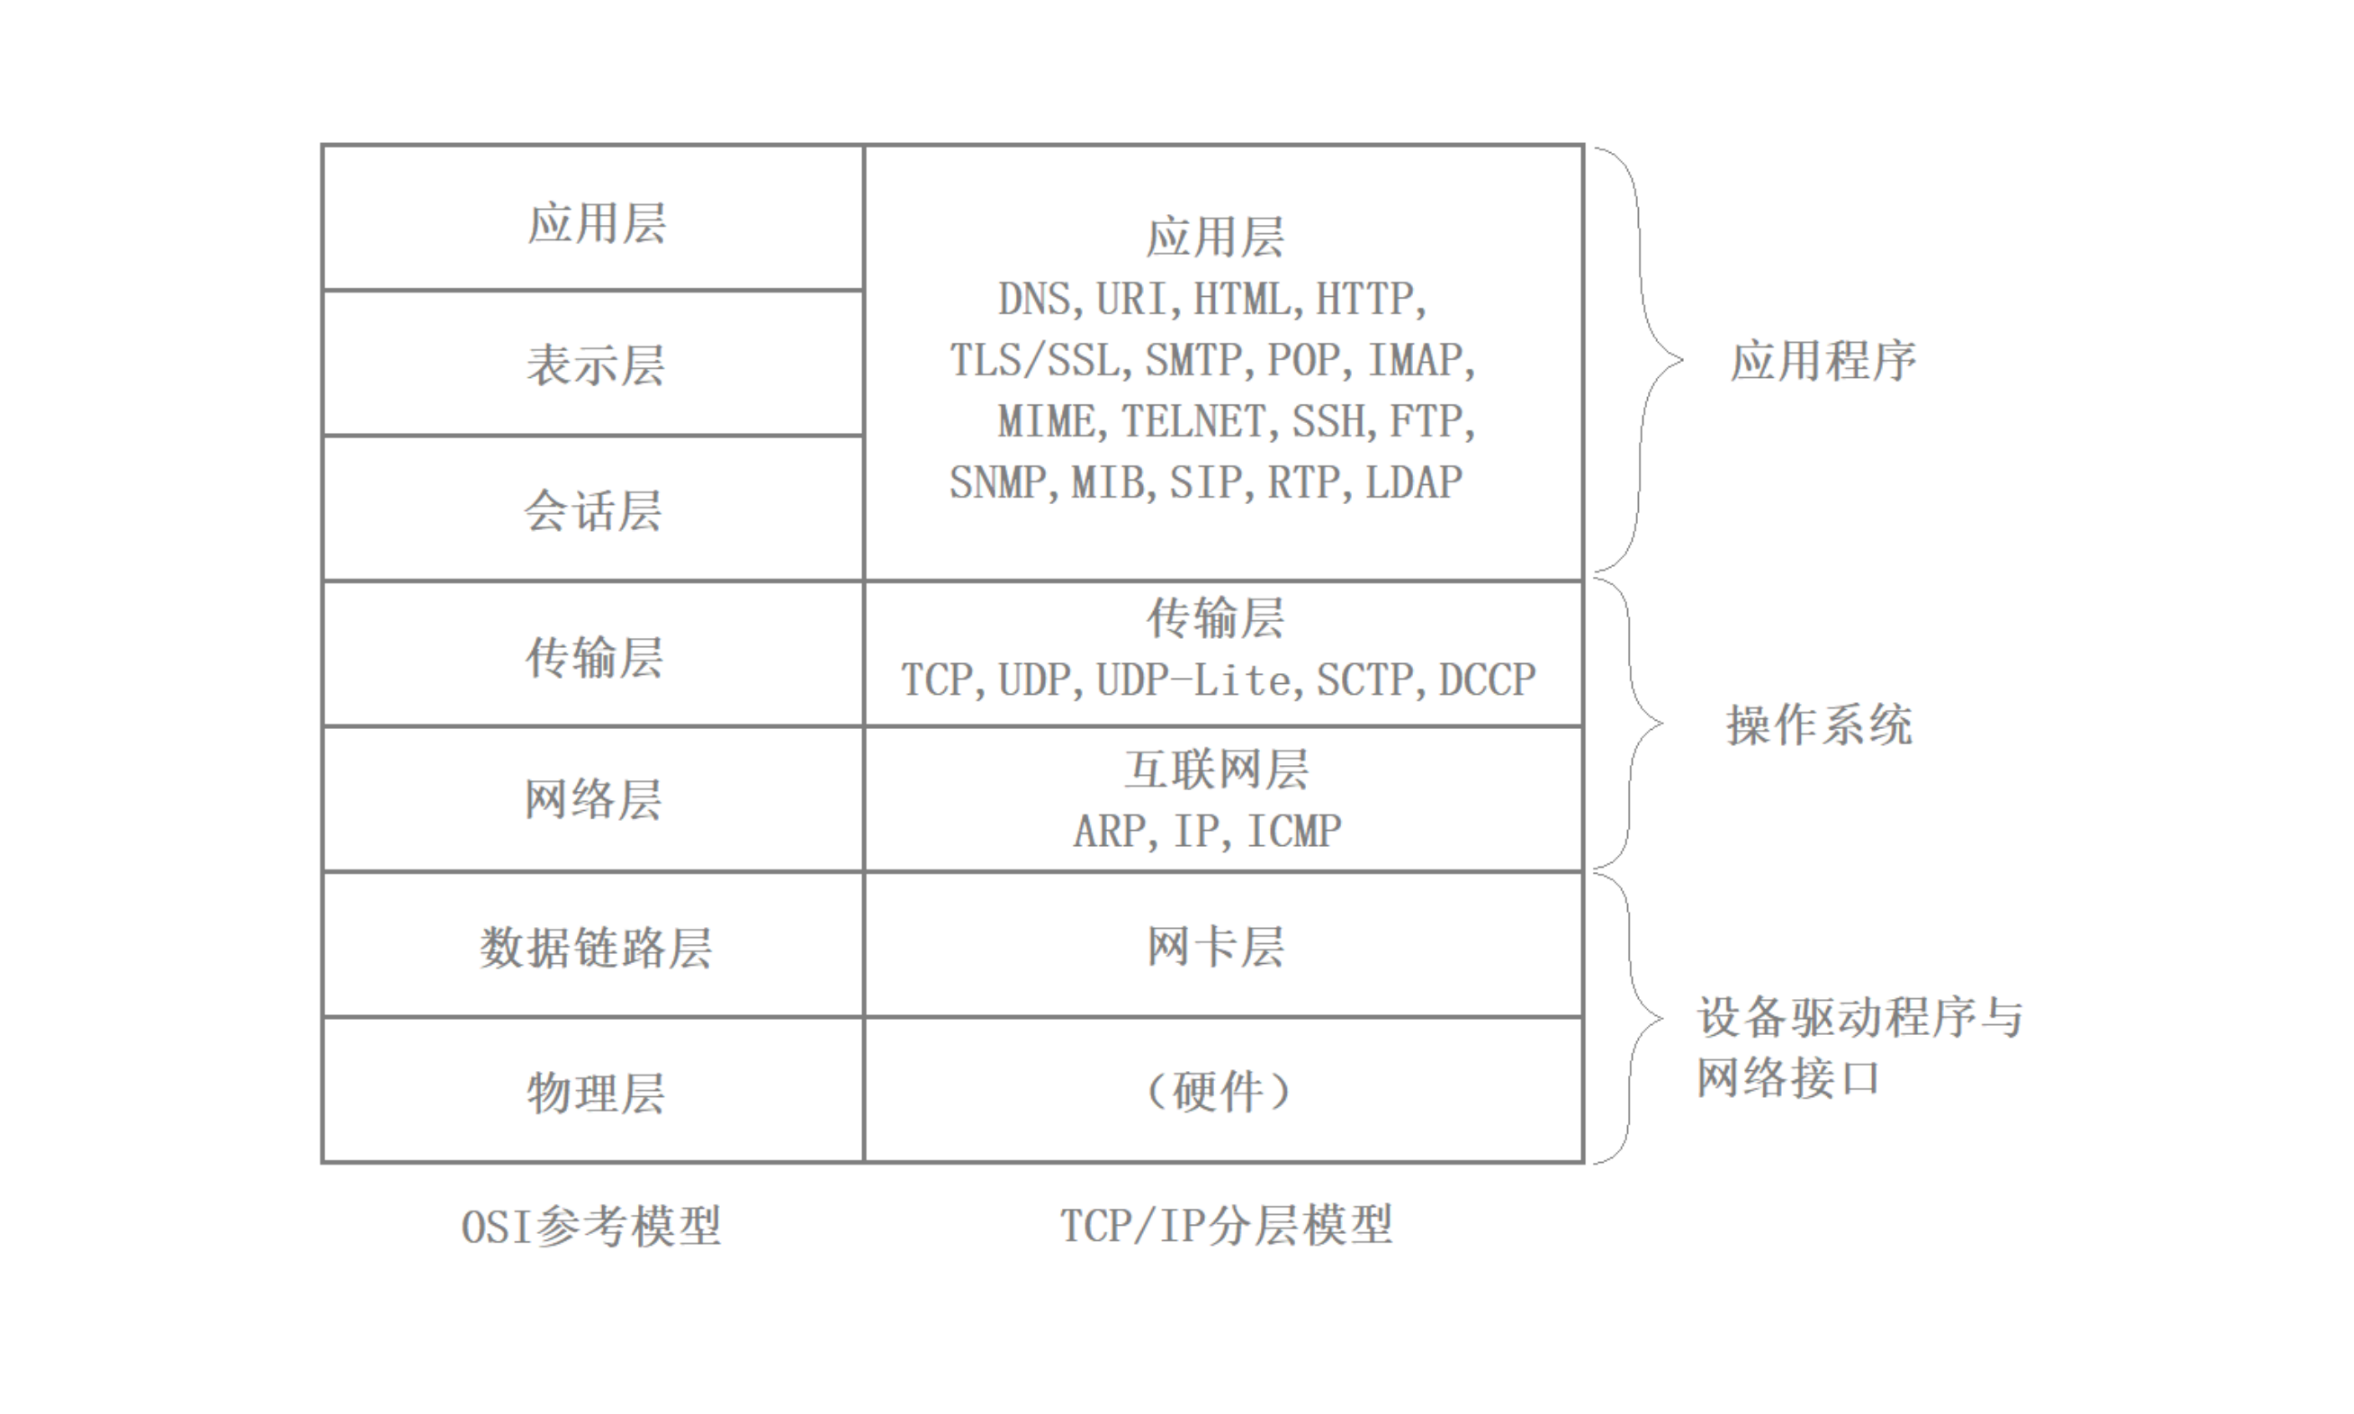 应用层
表示层
会话层
传输层
网络层
数据链路层
物理层
OSI参考模型
应用层
DNS,URI,HTML,HTTP,
TLS/SSL,SMTP,POP,IMAP,
MIME,TELNET,SSH,FTP,
SNMP,MIB,SIP,RTP,LDAP
传输层
TCP,UDP,UDP-Lite,SCTP,DCCP
互联网层
ARP,IP,ICMP
网卡层
（硬件）
TCP/IP分层模型
应用程序
操作系统
设备驱动程序与
网络接口